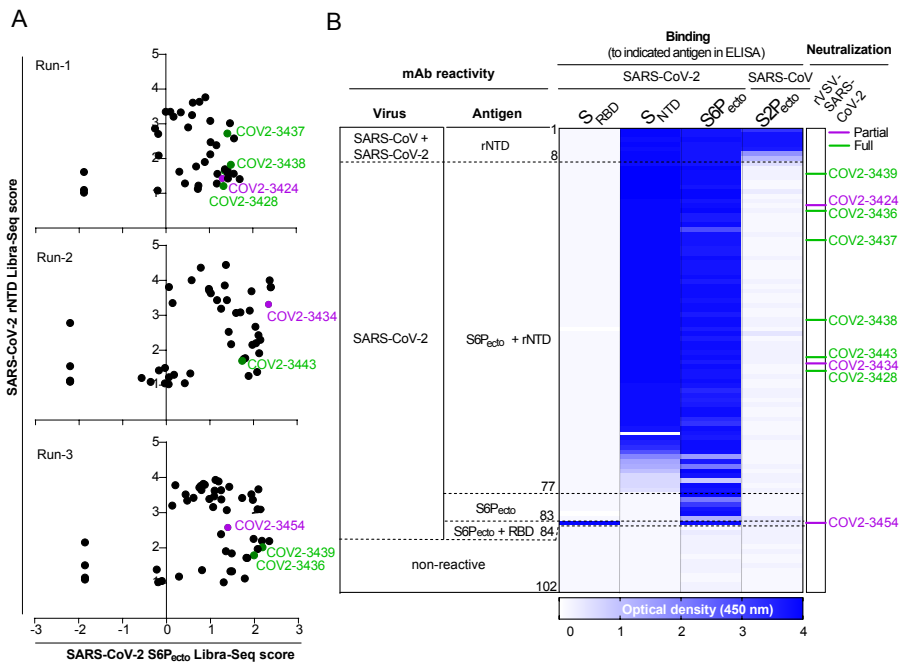 A
SARS-CoV-2 rNTD Libra-Seq score
Run-1
5
4
3
2
1
COV2-3437
COV2-3438
COV2-3424
COV2-3428
Run-2
5
4
3
2
1
COV2-3434
COV2-3443
Run-3
5
4
3
2
1
COV2-3454
COV2-3439
COV2-3436
-3 -2 -1 0 1 2 3
SARS-CoV-2 S6Pecto Libra-Seq score
B
Binding
(to indicated antigen in ELISA)
Neutralization
mAb reactivity
SARS-CoV-2
SARS-CoV
rVSV-
SARS-
CoV-2
Virus
Antigen
SRBD
SNTD
S6Pecto
S2Pecto
SARS-CoV +
SARS-CoV-2
rNTD
1
8
Partial
Full
SARS-CoV-2
S6Pecto + rNTD
77
S6Pecto
83
S6Pecto + RBD 84
non-reactive
102
COV2-3439
COV2-3424
COV2-3436
COV2-3437
COV2-3438
COV2-3443
COV2-3434
COV2-3428
COV2-3454
Optical density (450 nm)
0 1 2 3 4